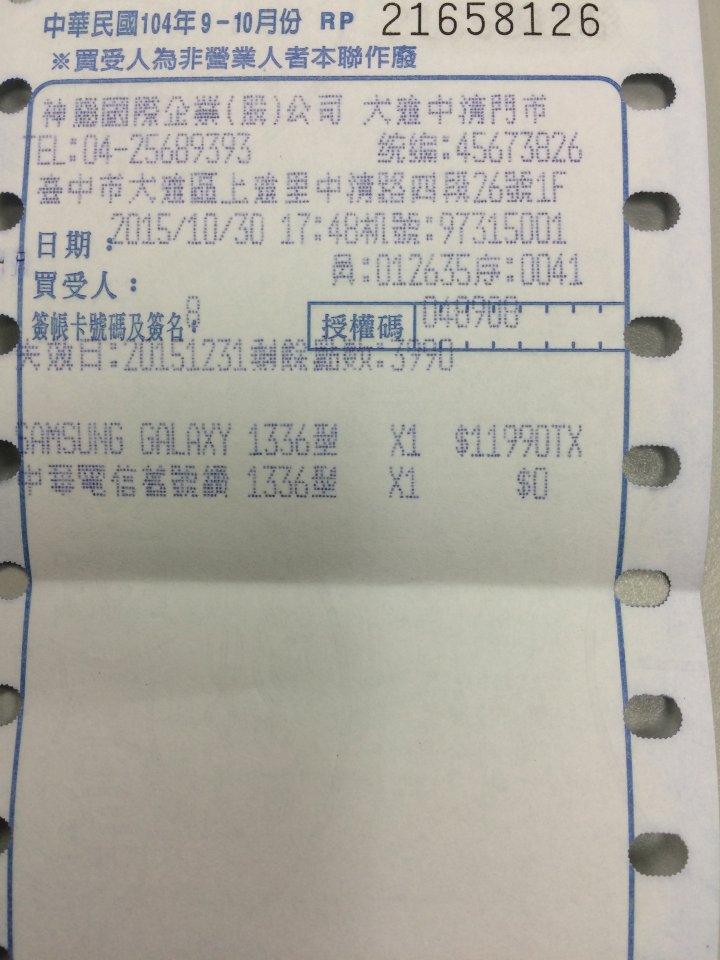 中華民國104年9-10月份 RP 21658126
※買受人為非營業人者本聯作廢
神腦國際企業(股)公司 大雅中清門市
TEL:04-25689393 統編:45673826
臺中市大雅區上雅里中清路四段26號1F
日期: 2015/10/30 17:48机號:97315001
員:012635序:0041
買受人:
簽帳卡號碼及簽名: 8 授權碼
失效日:20151231剩餘點數:3990
SAMSUNG GALAXY 1336型 X1 $11990TX
中華電信舊號續 1336型 X1 $0